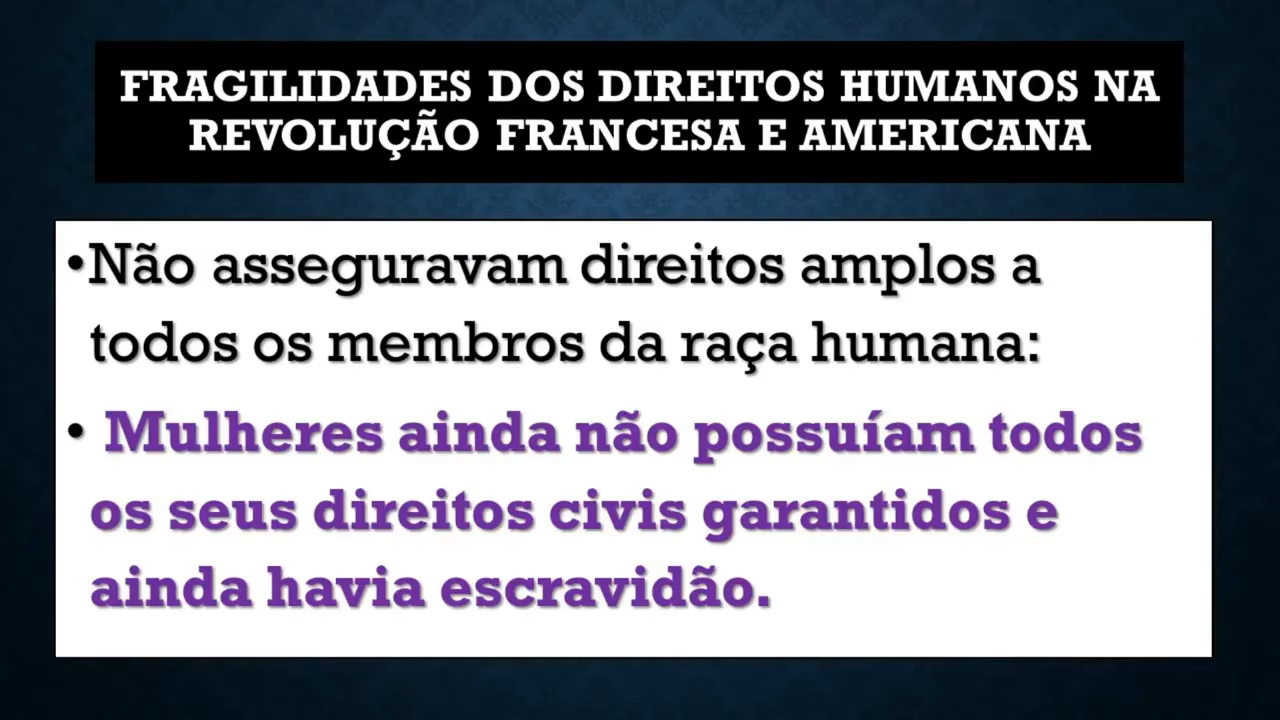 FRAGILIDADES DOS DIREITOS HUMANOS NA
REVOLUÇÃO FRANCESA E AMERICANA
•Não asseguravam direitos amplos a
todos os membros da raça humana:
• Mulheres ainda não possuíam todos
os seus direitos civis garantidos e
ainda havia escravidão.